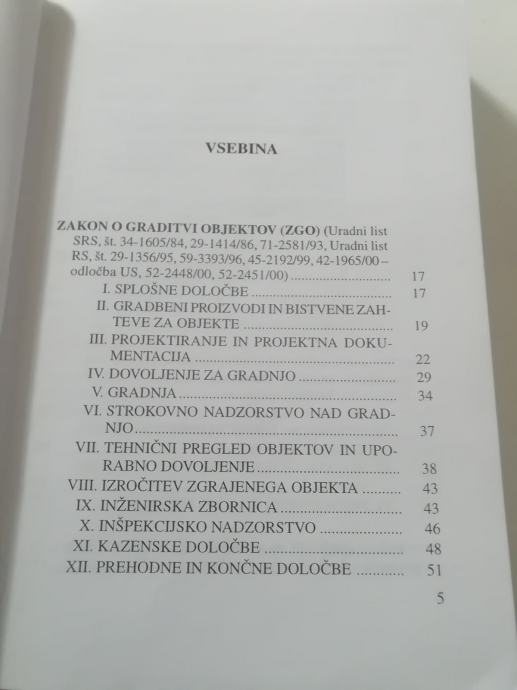 VSEBINA
ZAKON O GRADITVI OBJEKTOV (ZGO) (Uradni list
SRS, št. 34-1605/84, 29-1414/86, 71-2581/93, Uradni list
RS, št. 29-1356/95, 59-3393/96, 45-2192/99, 42-1965/00 –
odločba US, 52-2448/00, 52-2451/00) ............................ 17
I. SPLOŠNE DOLOČBE ........................................ 17
II. GRADBENI PROIZVODI IN BISTVENE ZAH-
TEVE ZA OBJEKTE .......................................... 19
III. PROJEKTIRANJE IN PROJEKTNA DOKU-
MENTACIJA ...................................................... 22
IV. DOVOLJENJE ZA GRADNJO ............................ 29
V. GRADNJA ........................................................... 34
VI. STROKOVNO NADZORSTVO NAD GRAD-
NJO ...................................................................... 37
VII. TEHNIČNI PREGLED OBJEKTOV IN UPO-
RABNO DOVOLJENJE ..................................... 38
VIII. IZROČITEV ZGRAJENEGA OBJEKTA .......... 43
IX. INŽENIRSKA ZBORNICA ................................ 43
X. INŠPEKCIJSKO NADZORSTVO ..................... 46
XI. KAZENSKE DOLOČBE .................................... 48
XII. PREHODNE IN KONČNE DOLOČBE ............ 51
5